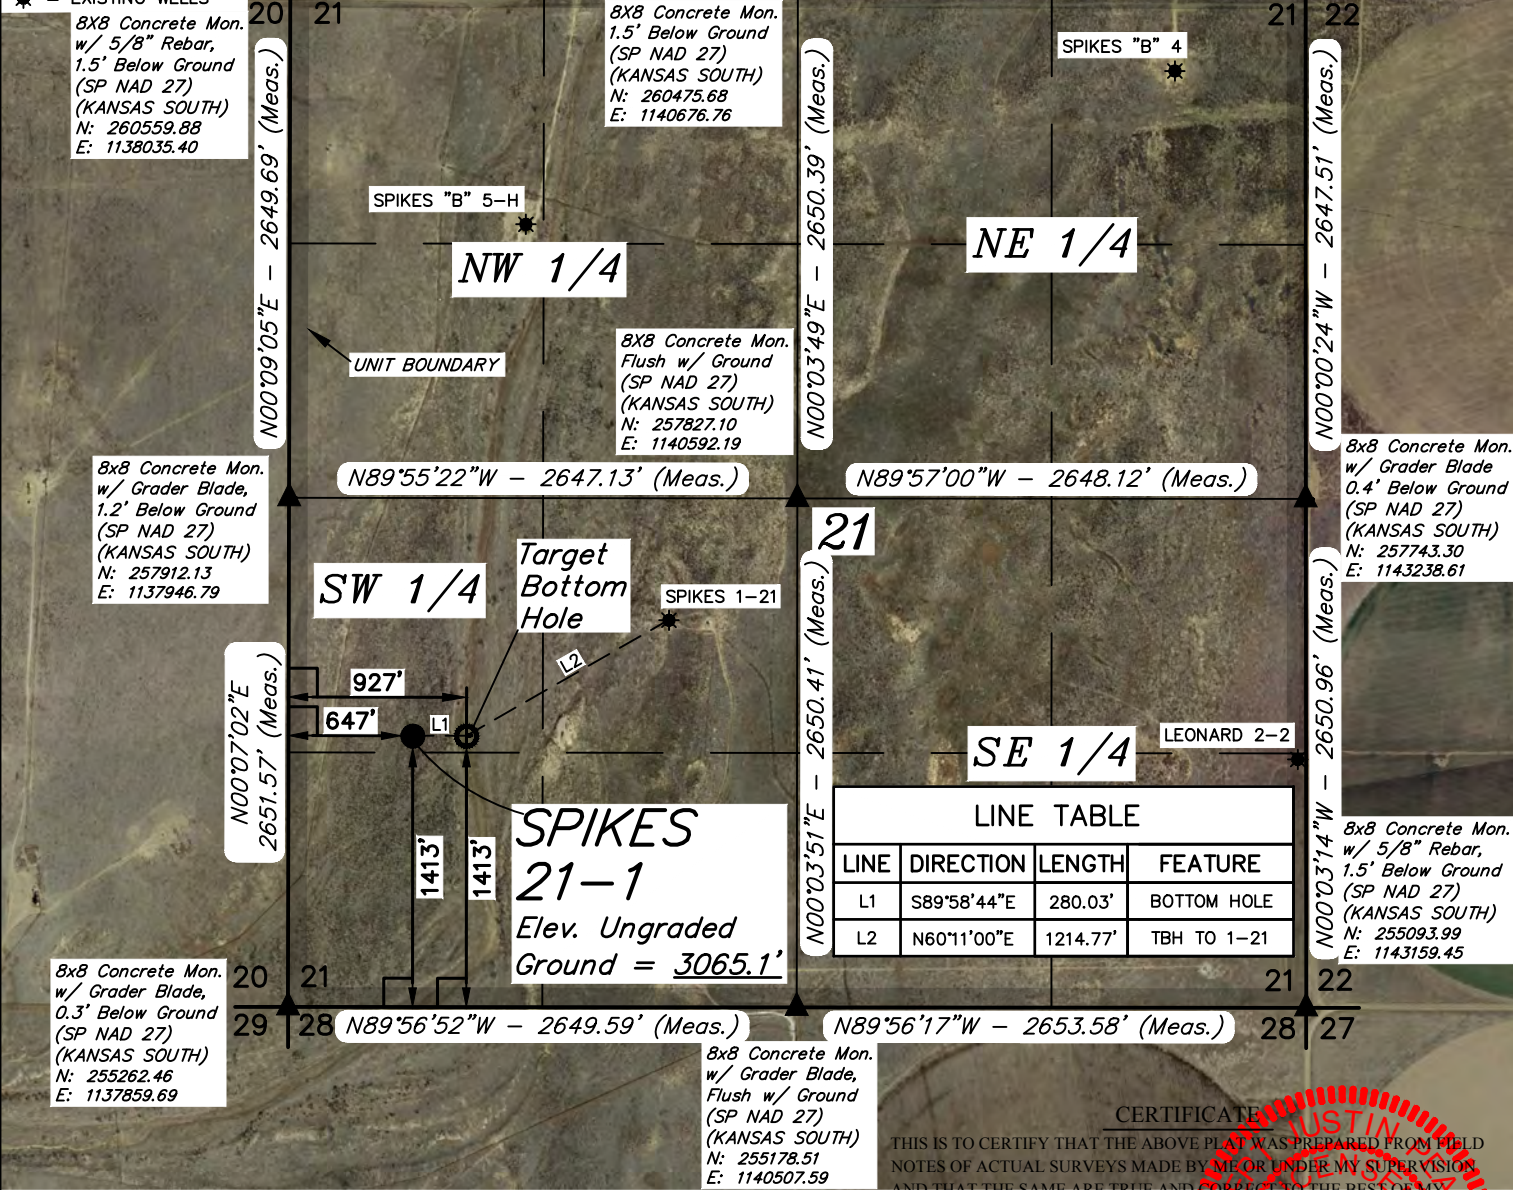 - EXISTING WELLS
20 21
8X8 Concrete Mon.
w/ 5/8" Rebar,
1.5' Below Ground
(SP NAD 27)
(KANSAS SOUTH)
N: 260559.88
E: 1138035.40
8X8 Concrete Mon.
1.5' Below Ground
(SP NAD 27)
(KANSAS SOUTH)
N: 260475.68
E: 1140676.76
21 22
SPIKES "B" 4
N00°09'05"E - 2649.69' (Meas.)
N00°03'49"E - 2650.39' (Meas.)
N00°00'24"W - 2647.51' (Meas.)
SPIKES "B" 5-H
NW 1/4
NE 1/4
UNIT BOUNDARY
8X8 Concrete Mon.
Flush w/ Ground
(SP NAD 27)
(KANSAS SOUTH)
N: 257827.10
E: 1140592.19
8x8 Concrete Mon.
w/ Grader Blade,
1.2' Below Ground
(SP NAD 27)
(KANSAS SOUTH)
N: 257912.13
E: 1137946.79
N89°55'22"W - 2647.13' (Meas.)
N89°57'00"W - 2648.12' (Meas.)
8x8 Concrete Mon.
w/ Grader Blade
0.4' Below Ground
(SP NAD 27)
(KANSAS SOUTH)
N: 257743.30
E: 1143238.61
21
SW 1/4
Target
Bottom
Hole
SPIKES 1-21
L2
927'
647'
L1
N00°07'02"E
2651.57' (Meas.)
N00°03'51"E - 2650.41' (Meas.)
N00°03'14"W - 2650.96' (Meas.)
SE 1/4
LEONARD 2-2
1413'
1413'
SPIKES
21-1
Elev. Ungraded
Ground = 3065.1'
LINE TABLE
LINE DIRECTION LENGTH FEATURE
L1 S89°58'44"E 280.03' BOTTOM HOLE
L2 N60°11'00"E 1214.77' TBH TO 1-21
8x8 Concrete Mon.
w/ 5/8" Rebar,
1.5' Below Ground
(SP NAD 27)
(KANSAS SOUTH)
N: 255093.99
E: 1143159.45
8x8 Concrete Mon.
w/ Grader Blade,
0.3' Below Ground
(SP NAD 27)
(KANSAS SOUTH)
N: 255262.46
E: 1137859.69
20 21
29 28
N89°56'52"W - 2649.59' (Meas.)
N89°56'17"W - 2653.58' (Meas.)
21 22
28 27
8x8 Concrete Mon.
w/ Grader Blade,
Flush w/ Ground
(SP NAD 27)
(KANSAS SOUTH)
N: 255178.51
E: 1140507.59
CERTIFICATE
THIS IS TO CERTIFY THAT THE ABOVE PLAT WAS PREPARED FROM FIELD
NOTES OF ACTUAL SURVEYS MADE BY ME OR UNDER MY SUPERVISION
AND THAT THE SAME ARE TRUE AND CORRECT TO THE BEST OF MY
JUSTIN